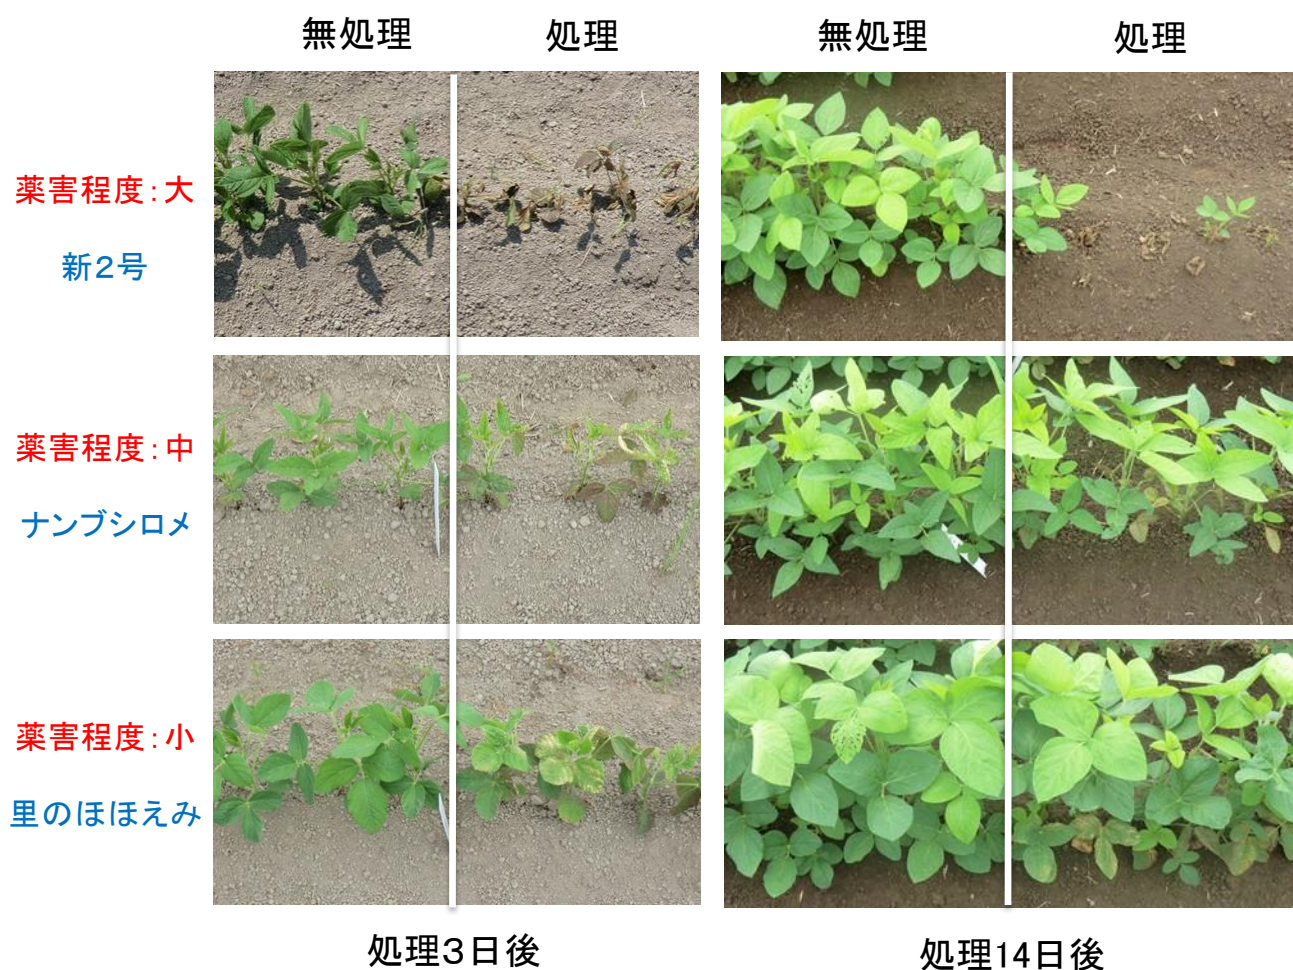 無処理 処理 無処理 処理
薬害程度：大
新２号
薬害程度：中
ナンブシロメ
薬害程度：小
里のほほえみ
処理３日後 処理14日後